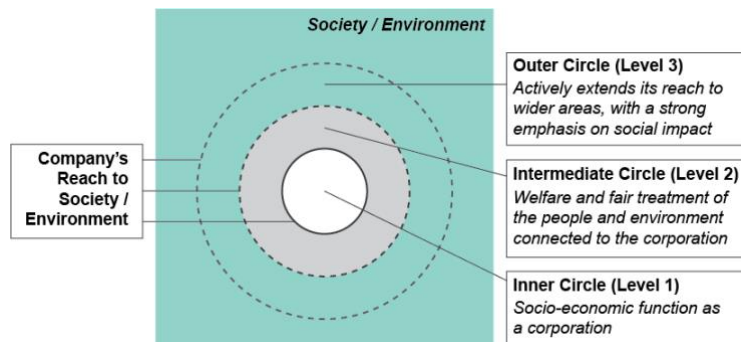 Society / Environment
Company's
Reach to
Society /
Environment
Outer Circle (Level 3)
Actively extends its reach to
wider areas, with a strong
emphasis on social impact
Intermediate Circle (Level 2)
Welfare and fair treatment of
the people and environment
connected to the corporation
Inner Circle (Level 1)
Socio-economic function as
a corporation